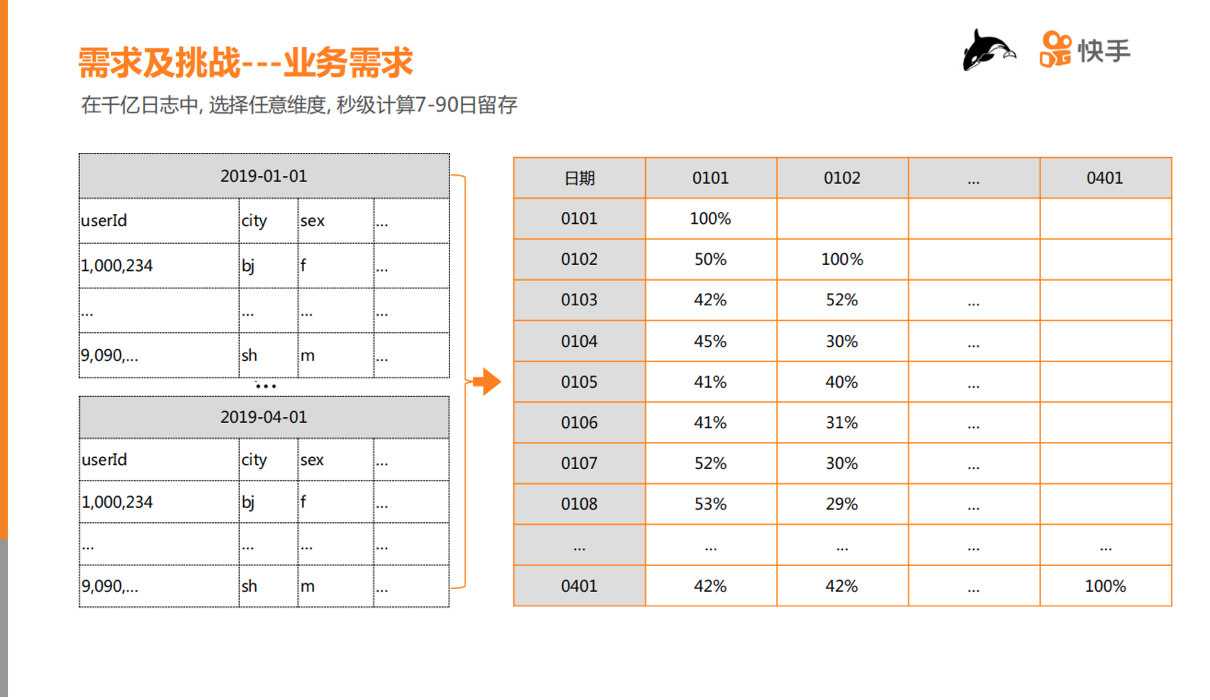 需求及挑战---业务需求
快手
在千亿日志中, 选择任意维度, 秒级计算7-90日留存
2019-01-01
userId city sex ...
1,000,234 bj f ...
... ... ... ...
9,090,... sh m ...
...
2019-04-01
userId city sex ...
1,000,234 bj f ...
... ... ... ...
9,090,... sh m ...
日期 0101 0102 ... 0401
0101 100%
0102 50% 100%
0103 42% 52% ...
0104 45% 30% ...
0105 41% 40% ...
0106 41% 31% ...
0107 52% 30% ...
0108 53% 29% ...
... ... ... ... ...
0401 42% 42% ... 100%